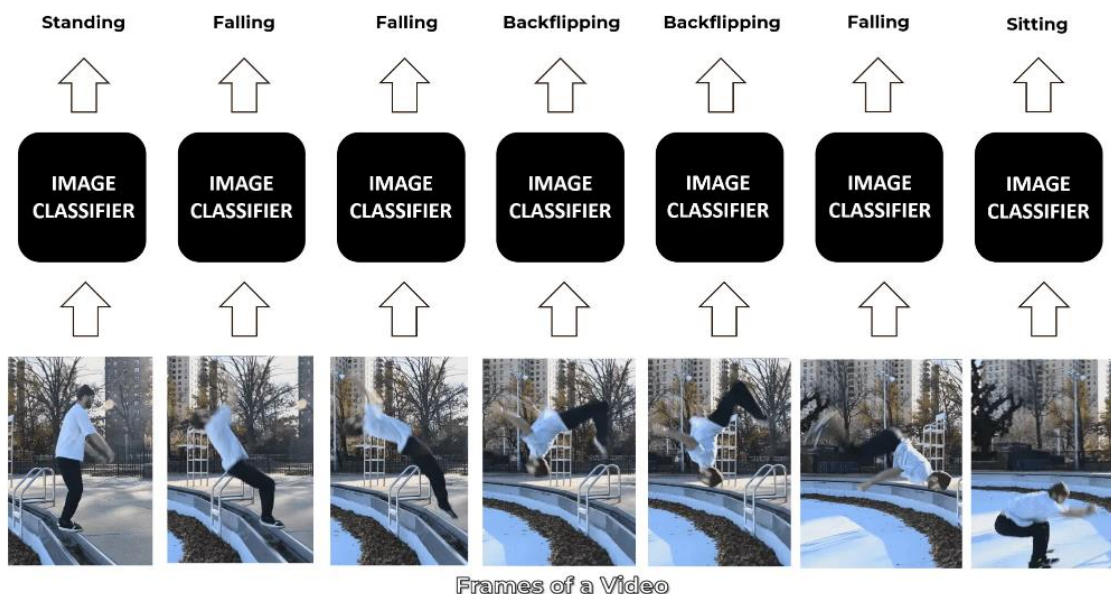 Standing
Falling
Falling
Backflipping
Backflipping
Falling
Sitting
IMAGE
CLASSIFIER
IMAGE
CLASSIFIER
IMAGE
CLASSIFIER
IMAGE
CLASSIFIER
IMAGE
CLASSIFIER
IMAGE
CLASSIFIER
IMAGE
CLASSIFIER
Frames of a Video